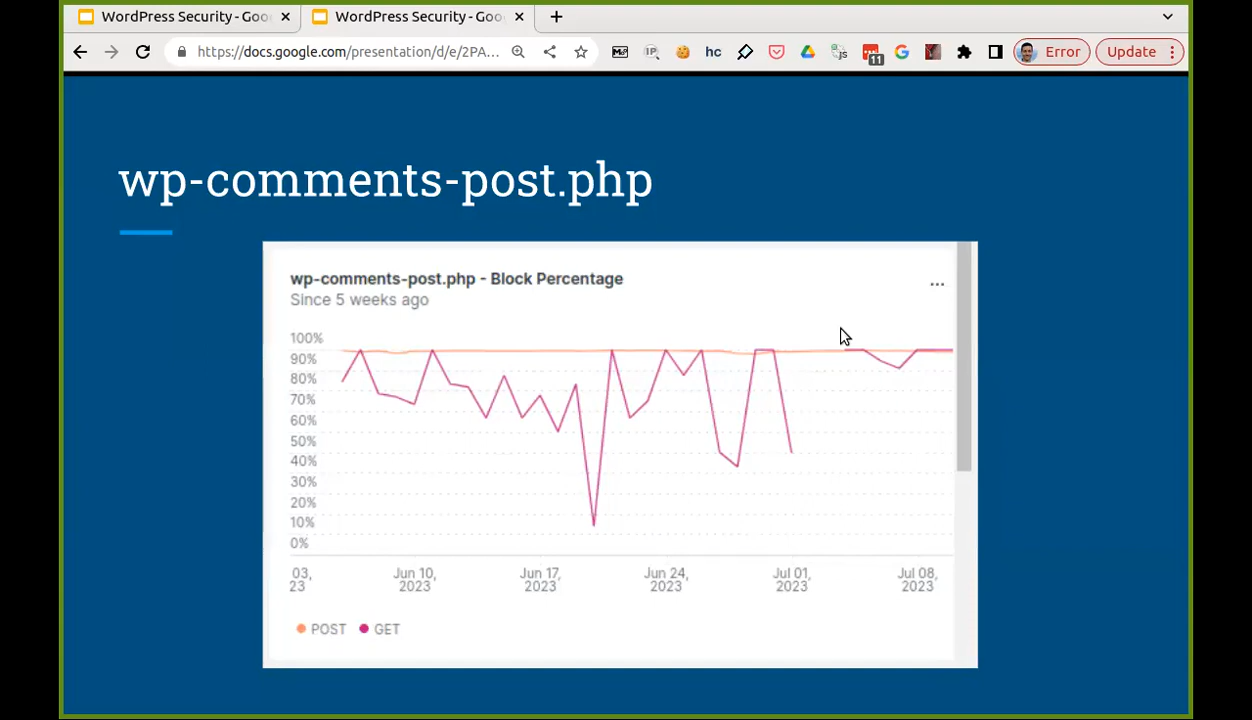 WordPress Security - Goo
WordPress Security - Goo
https://docs.google.com/presentation/d/e/2PA...
IP
hc
JS
11
Error
Update
wp-comments-post.php
wp-comments-post.php - Block Percentage
Since 5 weeks ago
...
100%
90%
80%
70%
60%
50%
40%
30%
20%
10%
0%
03,
23
Jun 10,
2023
Jun 17,
2023
Jun 24,
2023
Jul 01,
2023
Jul 08,
2023
POST
GET